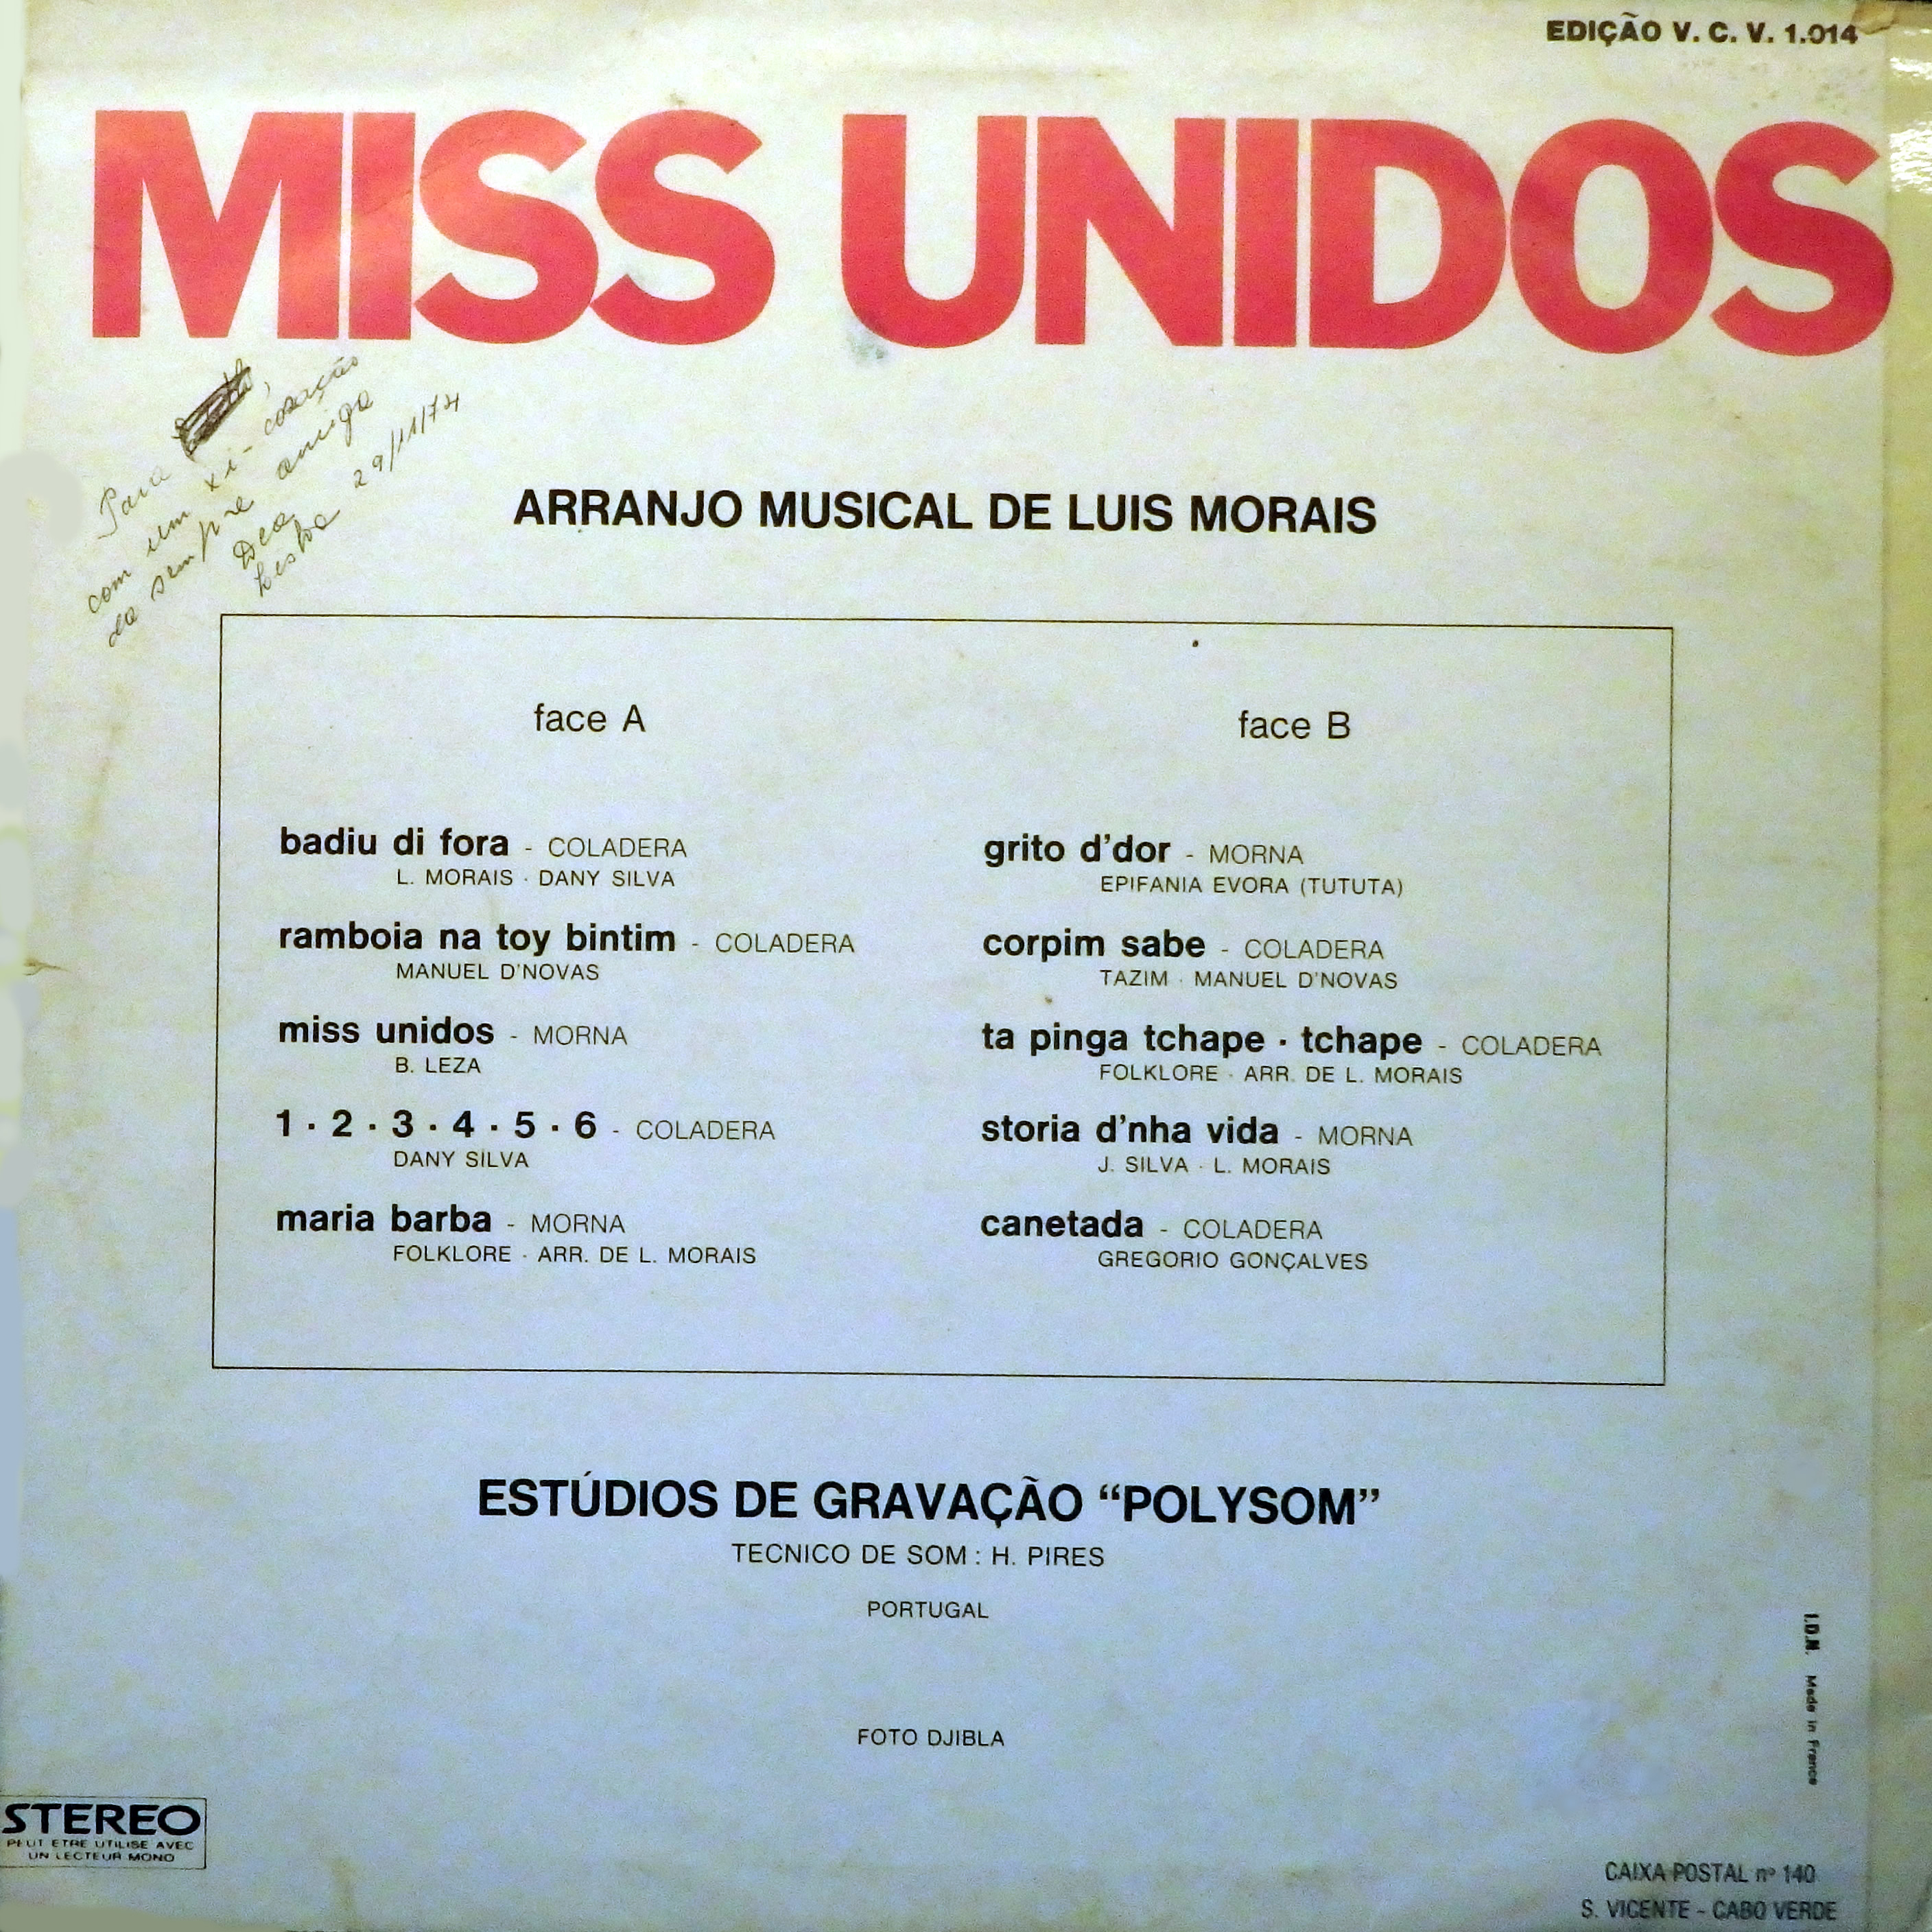 EDIÇÃO V. C. V. 1.014
MISS UNIDOS
Para
com um xi-coração
da sempre amiga
Lisboa 29/11/74
ARRANJO MUSICAL DE LUIS MORAIS
face A
badiu di fora - COLADERA
L. MORAIS · DANY SILVA
ramboia na toy bintim - COLADERA
MANUEL D'NOVAS
miss unidos - MORNA
B. LEZA
1 · 2 · 3 · 4 · 5 · 6 - COLADERA
DANY SILVA
maria barba - MORNA
FOLKLORE · ARR. DE L. MORAIS
face B
grito d'dor - MORNA
EPIFANIA EVORA (TUTUTA)
corpim sabe - COLADERA
TAZIM · MANUEL D'NOVAS
ta pinga tchape · tchape - COLADERA
FOLKLORE · ARR. DE L. MORAIS
storia d'nha vida - MORNA
J. SILVA · L. MORAIS
canetada - COLADERA
GREGORIO GONÇALVES
ESTÚDIOS DE GRAVAÇÃO “POLYSOM”
TECNICO DE SOM : H. PIRES
PORTUGAL
FOTO DJIBLA
I.D.N. Made in France
STEREO
PEUT ETRE UTILISE AVEC
UN LECTEUR MONO
CAIXA POSTAL nº 140
S. VICENTE - CABO VERDE